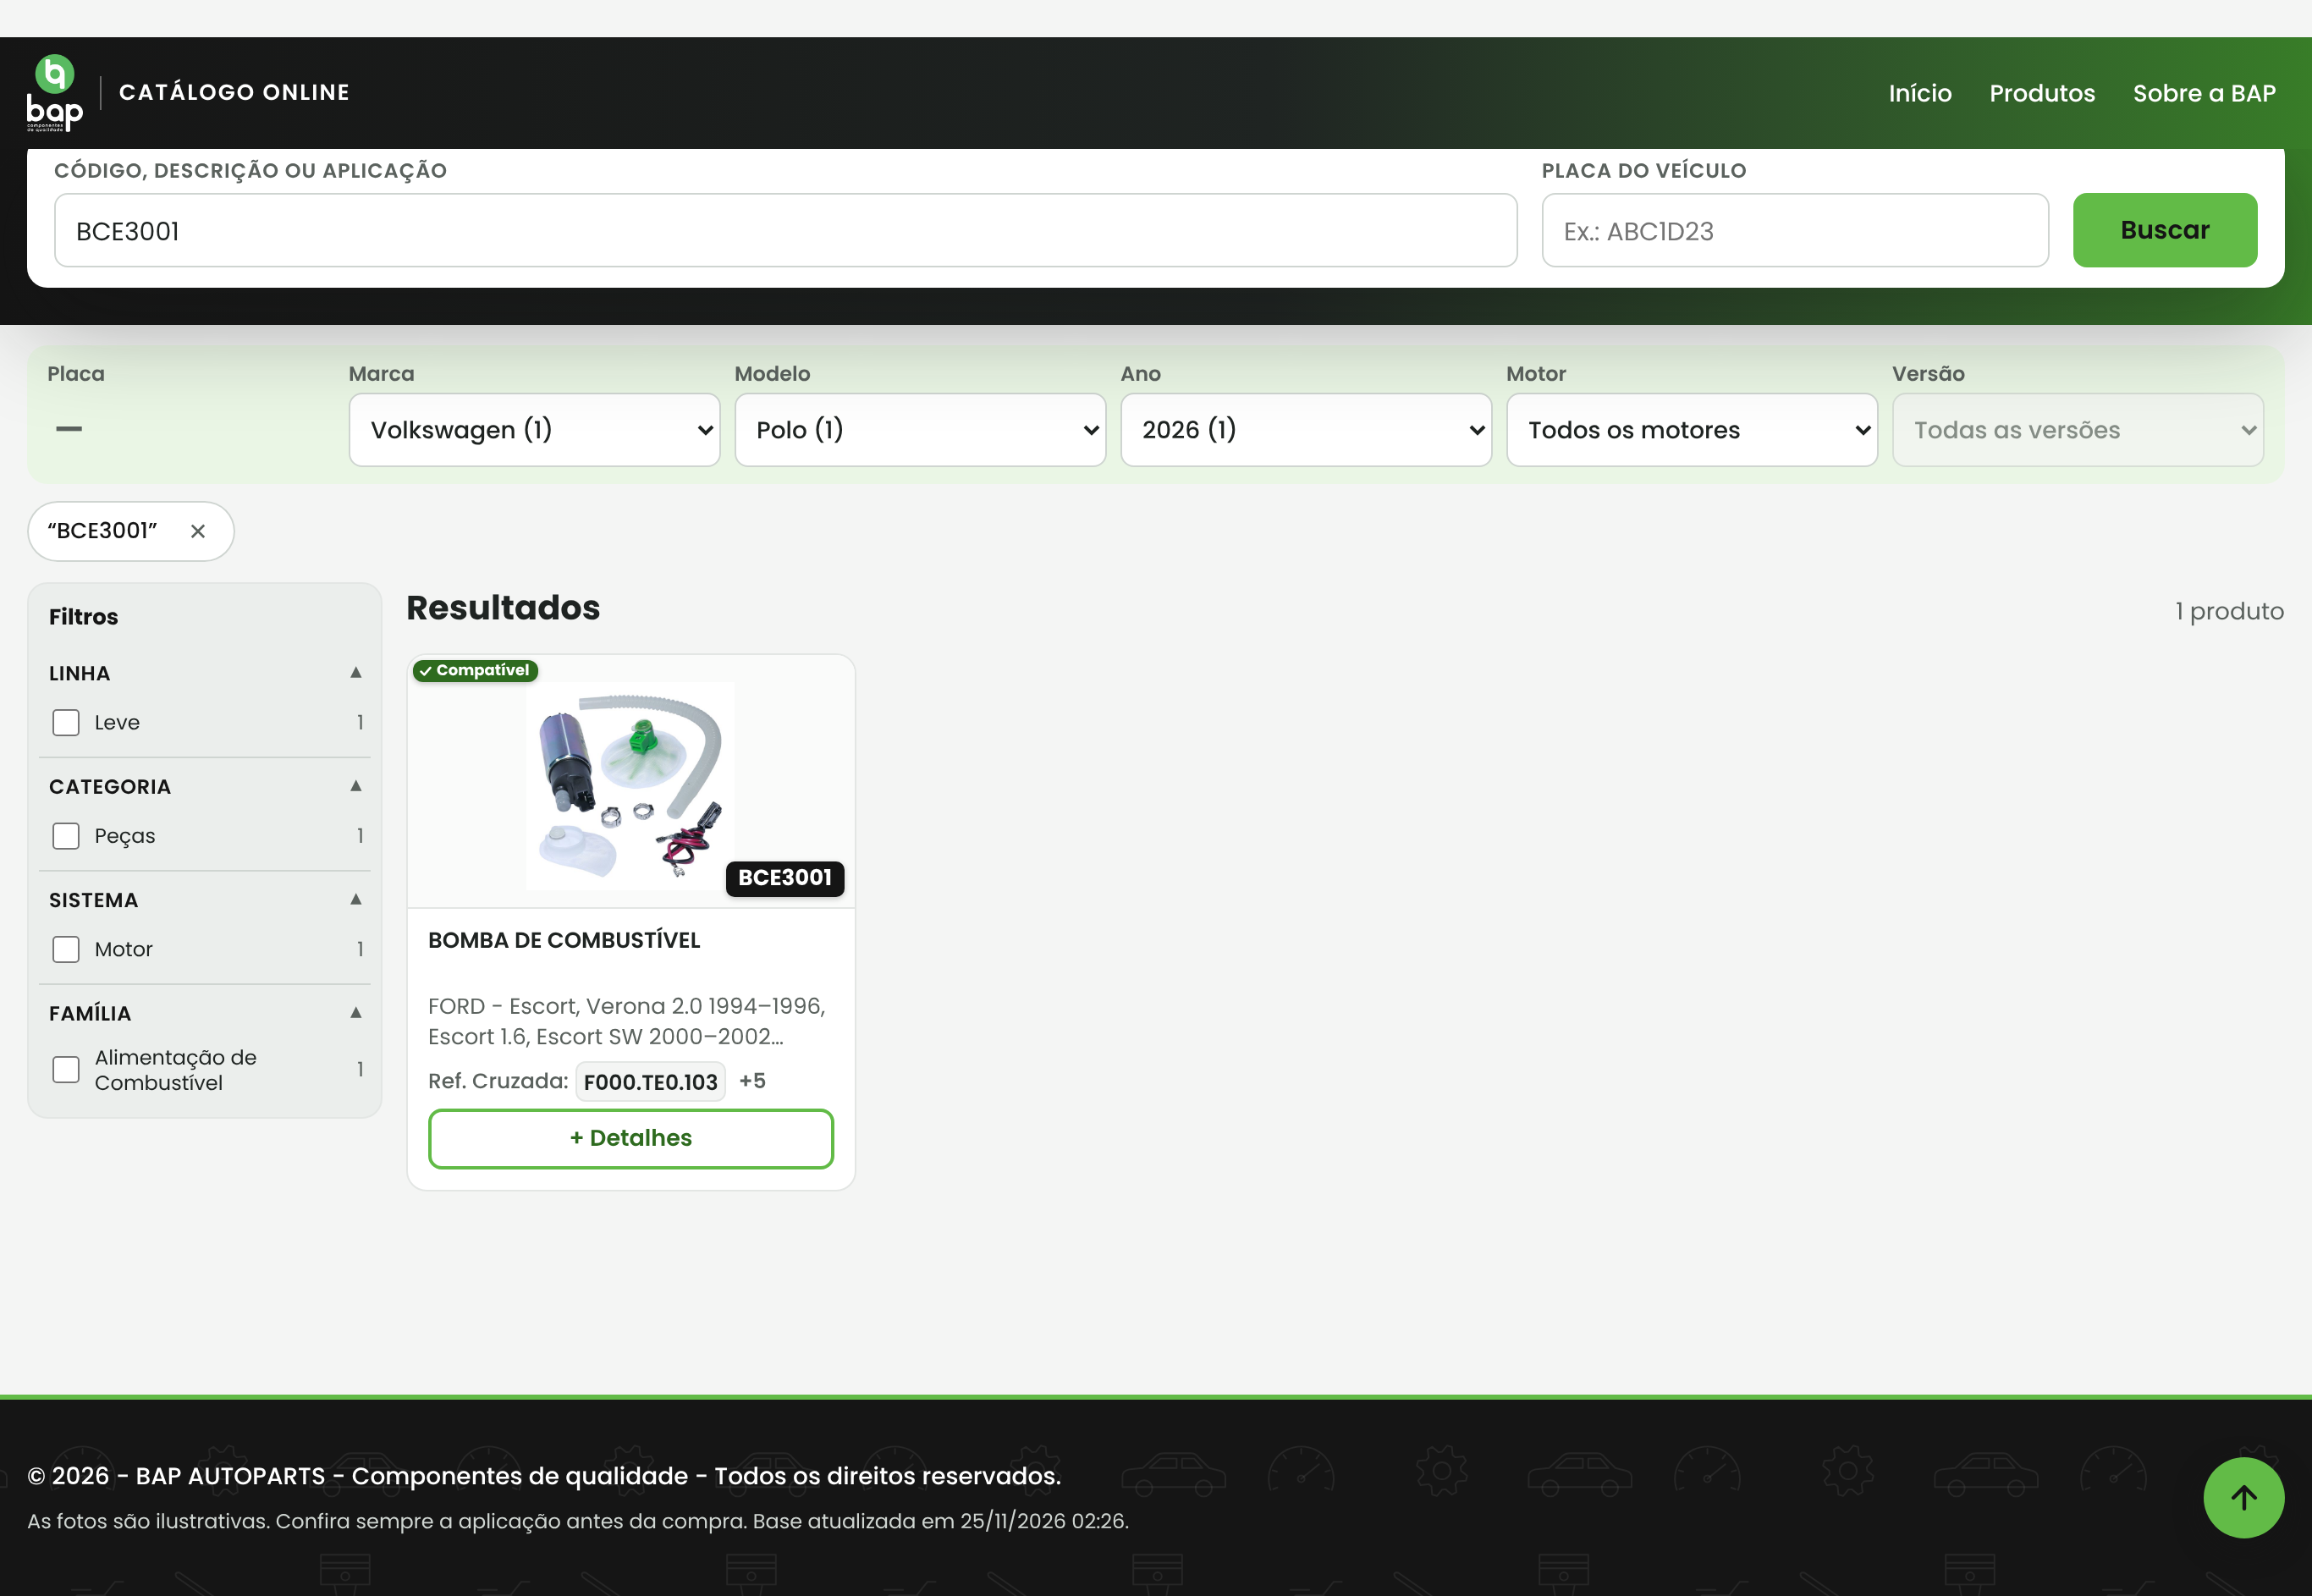 bap
componentes
de qualidade
CATÁLOGO ONLINE
Início
Produtos
Sobre a BAP
CÓDIGO, DESCRIÇÃO OU APLICAÇÃO
PLACA DO VEÍCULO
BCE3001
Ex.: ABC1D23
Buscar
Placa
Marca
Modelo
Ano
Motor
Versão
—
Volkswagen (1)
Polo (1)
2026 (1)
Todos os motores
Todas as versões
“BCE3001” ✕
Filtros
LINHA
Leve 1
CATEGORIA
Peças 1
SISTEMA
Motor 1
FAMÍLIA
Alimentação de
Combustível 1
Resultados
1 produto
✓ Compatível
BCE3001
BOMBA DE COMBUSTÍVEL
FORD - Escort, Verona 2.0 1994–1996,
Escort 1.6, Escort SW 2000–2002...
Ref. Cruzada: F000.TE0.103 +5
+ Detalhes
© 2026 - BAP AUTOPARTS - Componentes de qualidade - Todos os direitos reservados.
As fotos são ilustrativas. Confira sempre a aplicação antes da compra. Base atualizada em 25/11/2026 02:26.